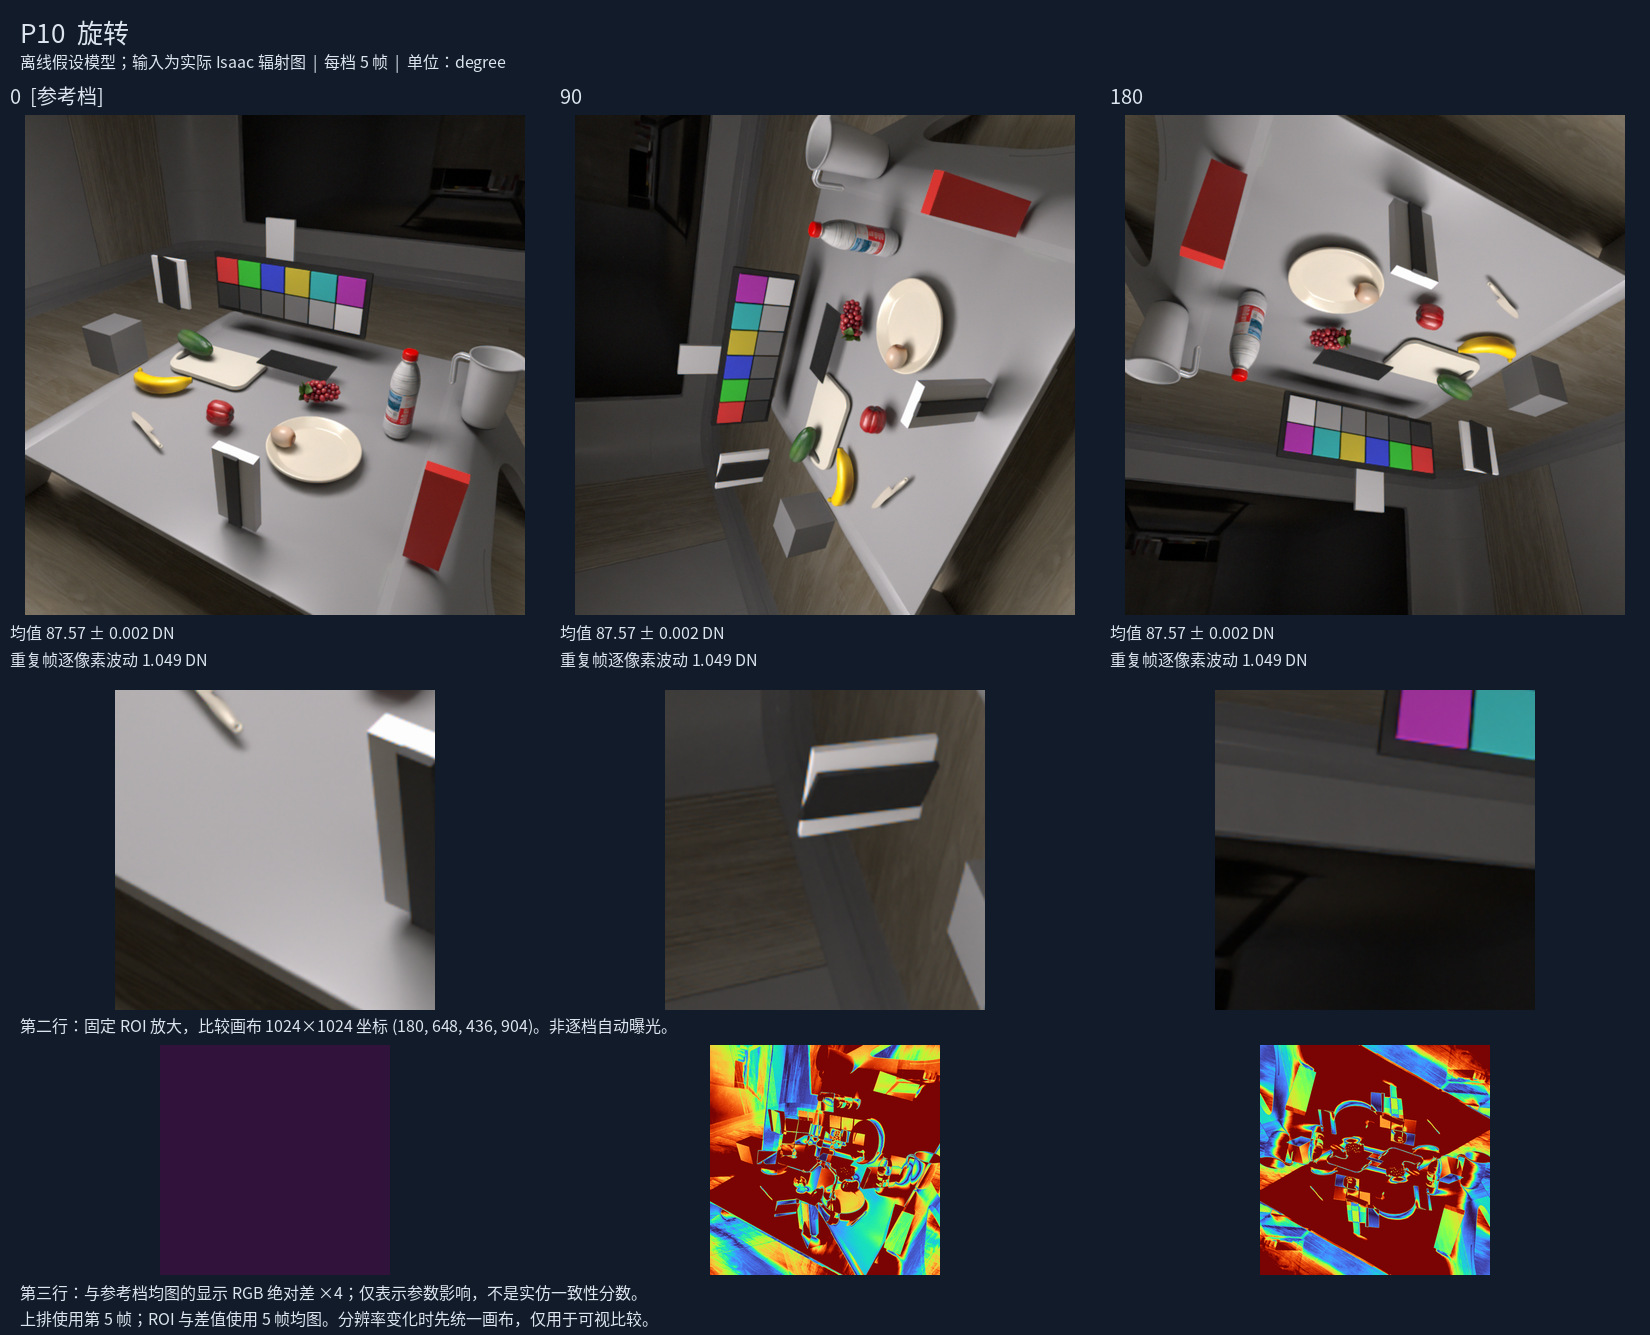 P10 旋转
离线假设模型；输入为实际 Isaac 辐射图 | 每档 5 帧 | 单位：degree
0 [参考档]
90
180
均值 87.57 ± 0.002 DN
重复帧逐像素波动 1.049 DN
均值 87.57 ± 0.002 DN
重复帧逐像素波动 1.049 DN
均值 87.57 ± 0.002 DN
重复帧逐像素波动 1.049 DN
第二行：固定 ROI 放大，比较画布 1024×1024 坐标 (180, 648, 436, 904)。非逐档自动曝光。
第三行：与参考档均图的显示 RGB 绝对差 ×4；仅表示参数影响，不是实仿一致性分数。
上排使用第 5 帧；ROI 与差值使用 5 帧均图。分辨率变化时先统一画布，仅用于可视比较。